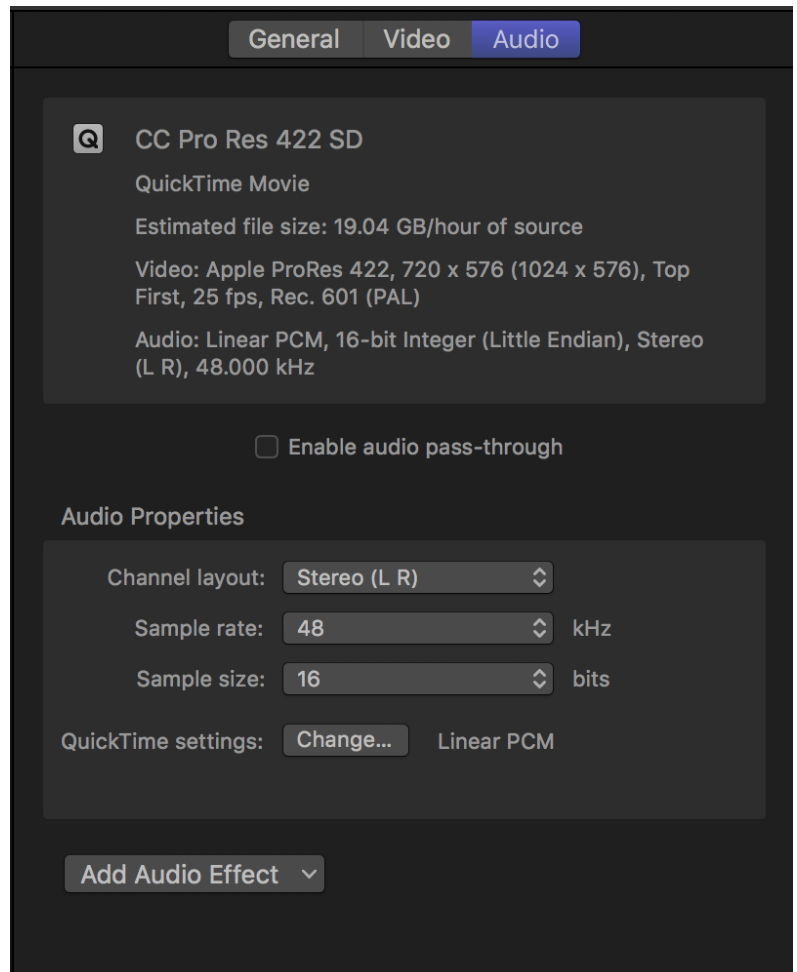 General Video Audio
Q CC Pro Res 422 SD
QuickTime Movie
Estimated file size: 19.04 GB/hour of source
Video: Apple ProRes 422, 720 x 576 (1024 x 576), Top
First, 25 fps, Rec. 601 (PAL)
Audio: Linear PCM, 16-bit Integer (Little Endian), Stereo
(L R), 48.000 kHz
Enable audio pass-through
Audio Properties
Channel layout: Stereo (L R)
Sample rate: 48 kHz
Sample size: 16 bits
QuickTime settings: Change... Linear PCM
Add Audio Effect